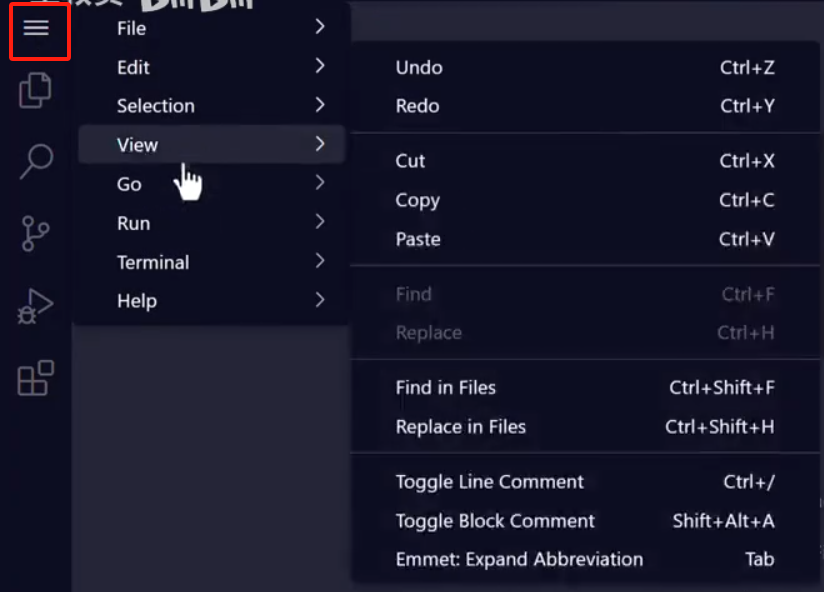 File
Edit
Selection
View
Go
Run
Terminal
Help
Undo Ctrl+Z
Redo Ctrl+Y
Cut Ctrl+X
Copy Ctrl+C
Paste Ctrl+V
Find Ctrl+F
Replace Ctrl+H
Find in Files Ctrl+Shift+F
Replace in Files Ctrl+Shift+H
Toggle Line Comment Ctrl+/
Toggle Block Comment Shift+Alt+A
Emmet: Expand Abbreviation Tab